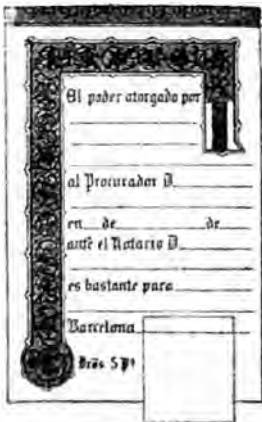 El poder otorgado por
al Procurador D.
en de de
ante el Notario D.
es bastante para
Barcelona